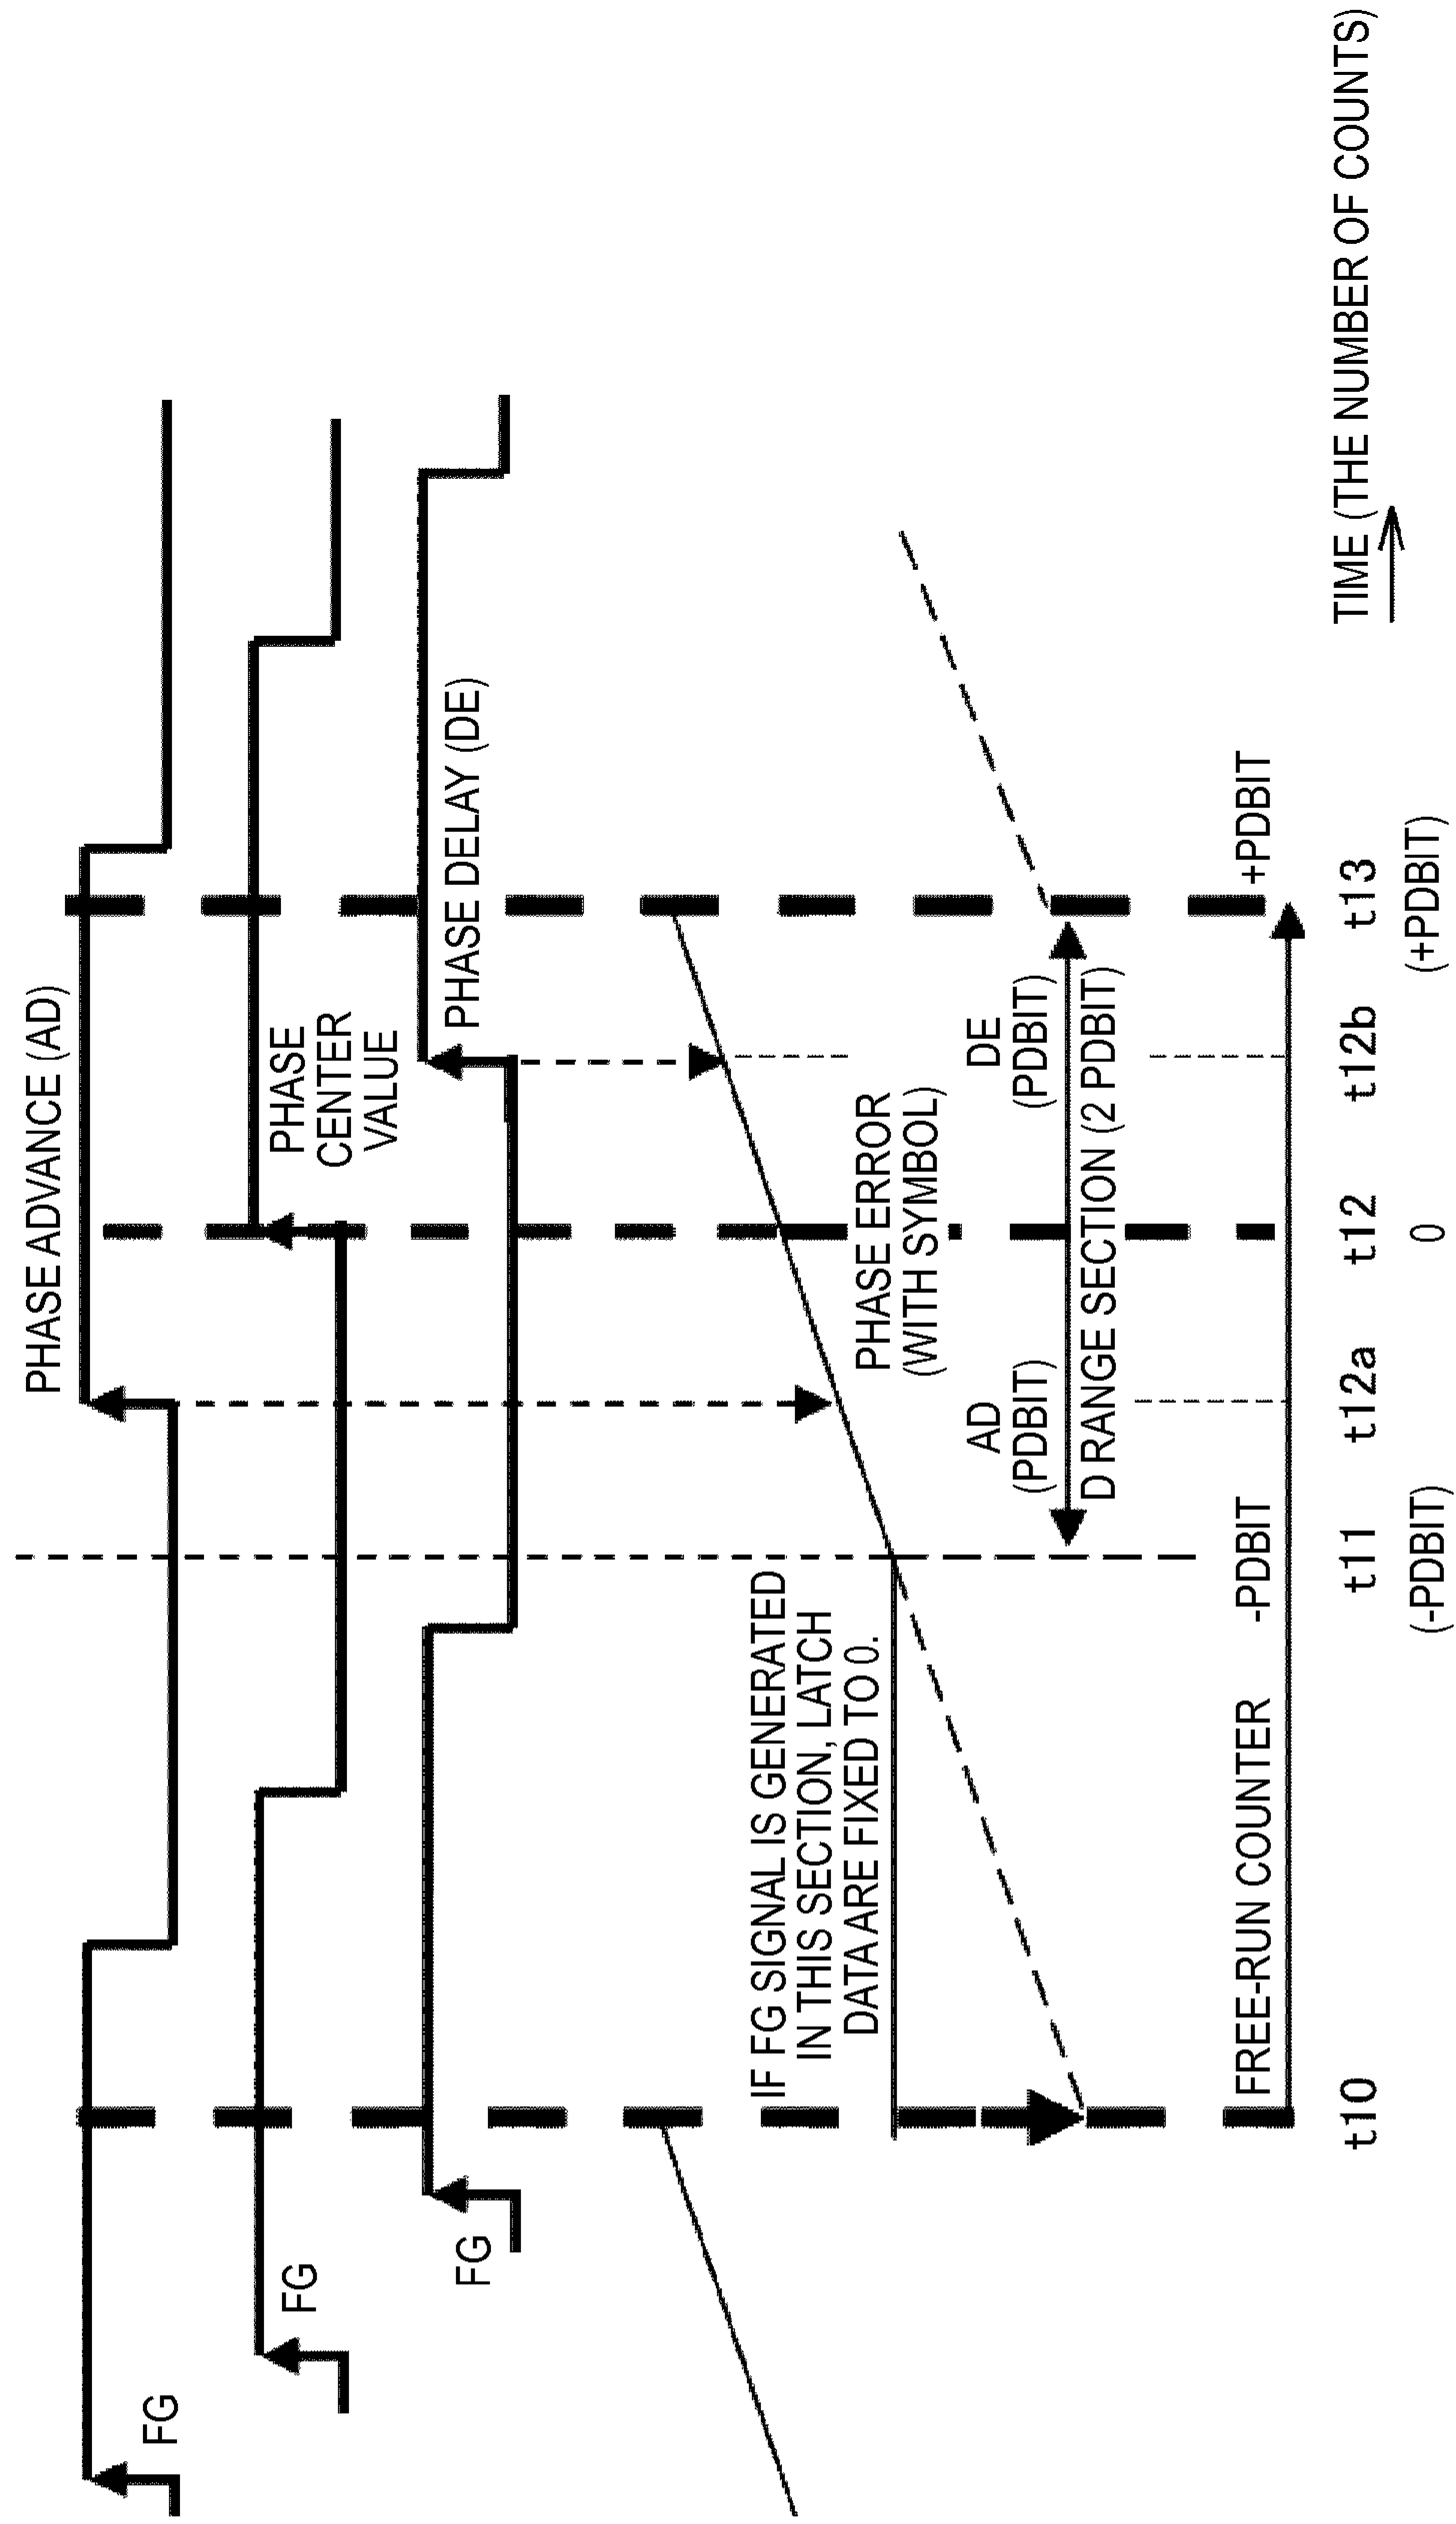 PHASE ADVANCE (AD)
FG
FG
PHASE
CENTER
VALUE
FG
PHASE DELAY (DE)
IF FG SIGNAL IS GENERATED
IN THIS SECTION, LATCH
DATA ARE FIXED TO 0.
PHASE ERROR
(WITH SYMBOL)
AD
(PDBIT)
DE
(PDBIT)
D RANGE SECTION (2 PDBIT)
FREE-RUN COUNTER
-PDBIT
+PDBIT
t10
t11
t12a
t12
t12b
t13
(-PDBIT)
0
(+PDBIT)
TIME (THE NUMBER OF COUNTS)